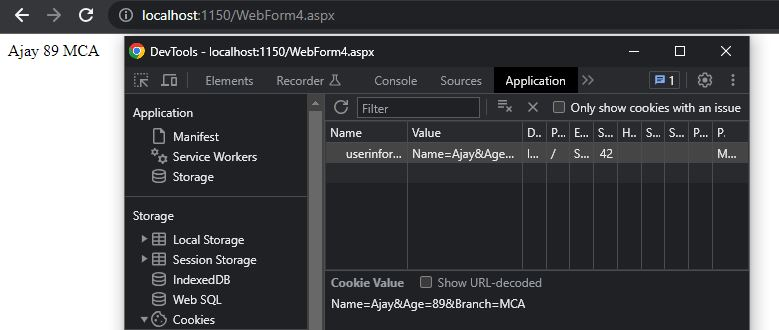 localhost:1150/WebForm4.aspx
Ajay 89 MCA
DevTools - localhost:1150/WebForm4.aspx
Elements Recorder Console Sources Application 1
Application
Manifest
Service Workers
Storage
Storage
Local Storage
Session Storage
IndexedDB
Web SQL
Cookies
Filter Only show cookies with an issue
Name Value D.. P... E... S... H.. S... S... P... P.
userinfor... Name=Ajay&Age... l... / S... 42 M...
Cookie Value Show URL-decoded
Name=Ajay&Age=89&Branch=MCA